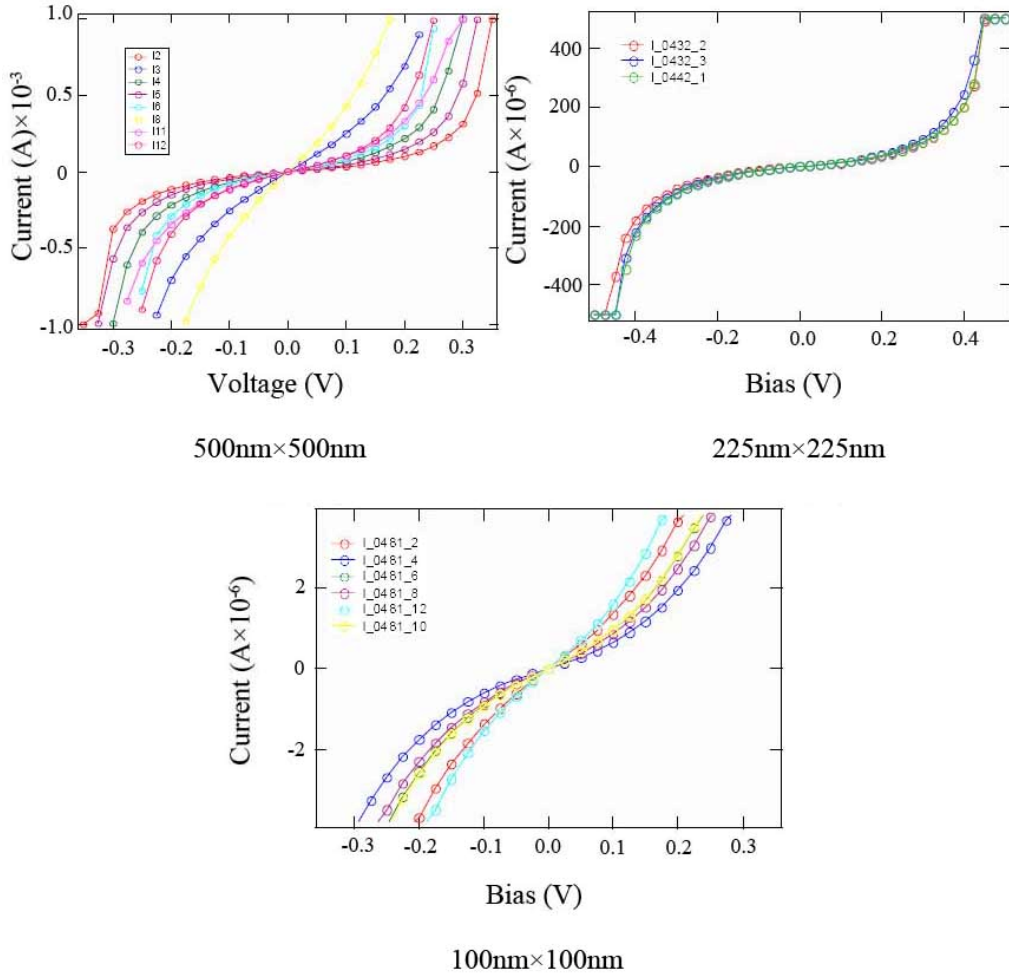 Current (A)×10⁻³
1.0
0.5
0
-0.5
-1.0
I2
I3
I4
I5
I6
I8
I11
I12
-0.3 -0.2 -0.1 0.0 0.1 0.2 0.3
Voltage (V)
500nm×500nm
Current (A×10⁻⁶)
400
200
0
-200
-400
I_0432_2
I_0432_3
I_0442_1
-0.4 -0.2 0.0 0.2 0.4
Bias (V)
225nm×225nm
Current (A×10⁻⁶)
2
0
-2
I_0481_2
I_0481_4
I_0481_6
I_0481_8
I_0481_12
I_0481_10
-0.3 -0.2 -0.1 0.0 0.1 0.2 0.3
Bias (V)
100nm×100nm